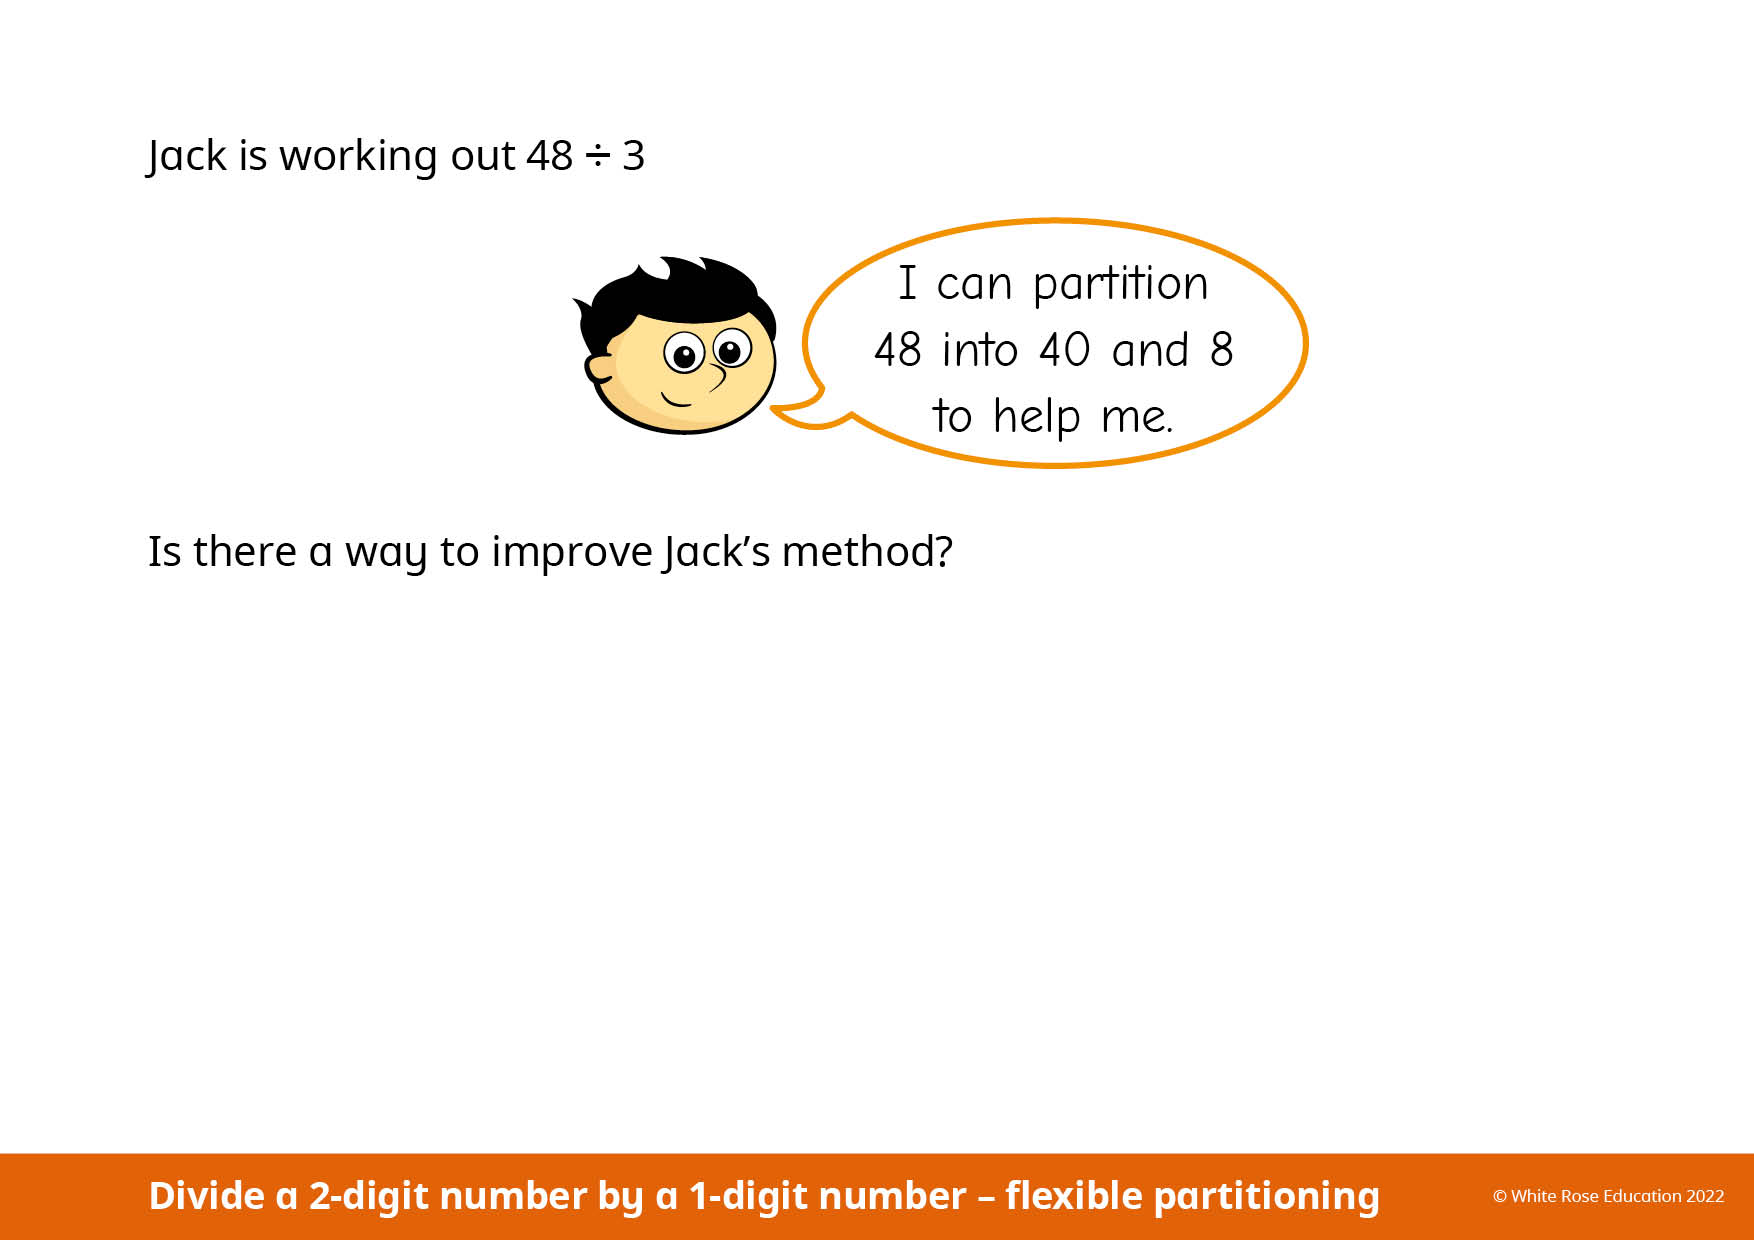 Jack is working out 48 ÷ 3
I can partition
48 into 40 and 8
to help me.
Is there a way to improve Jack’s method?
Divide a 2-digit number by a 1-digit number – flexible partitioning
© White Rose Education 2022